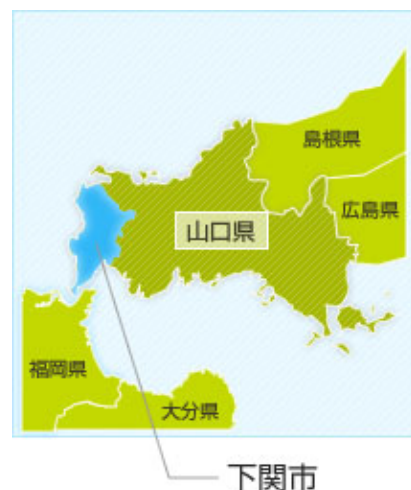 島根県
広島県
山口県
福岡県
大分県
下関市